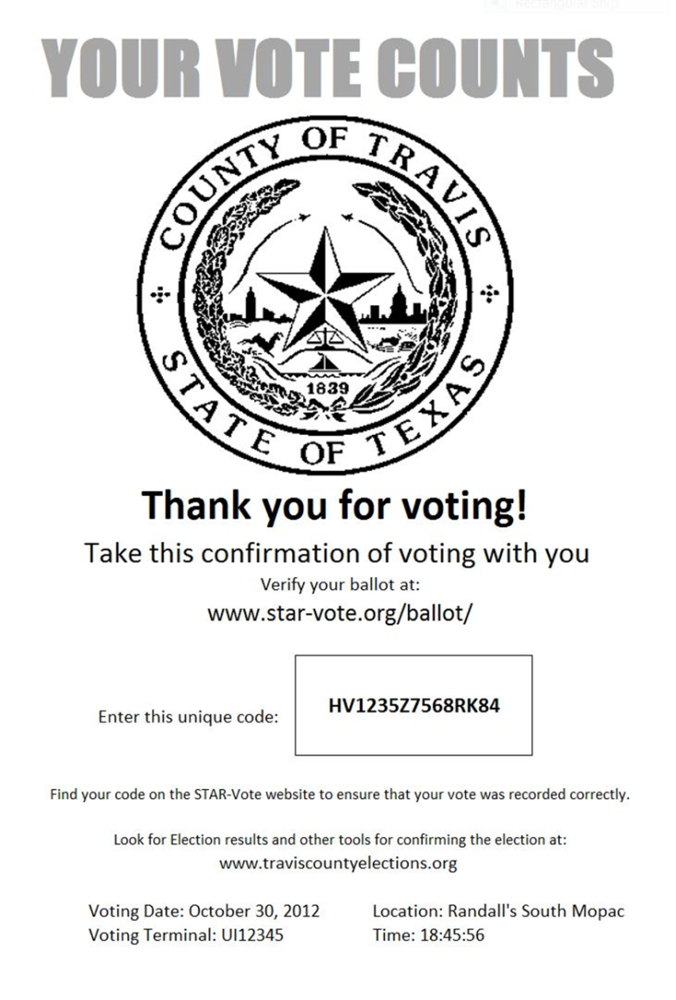 Rectangular Snip
YOUR VOTE COUNTS
COUNTY OF TRAVIS
STATE OF TEXAS
1839
Thank you for voting!
Take this confirmation of voting with you
Verify your ballot at:
www.star-vote.org/ballot/
Enter this unique code:
HV1235Z7568RK84
Find your code on the STAR-Vote website to ensure that your vote was recorded correctly.
Look for Election results and other tools for confirming the election at:
www.traviscountyelections.org
Voting Date: October 30, 2012
Location: Randall's South Mopac
Voting Terminal: UI12345
Time: 18:45:56